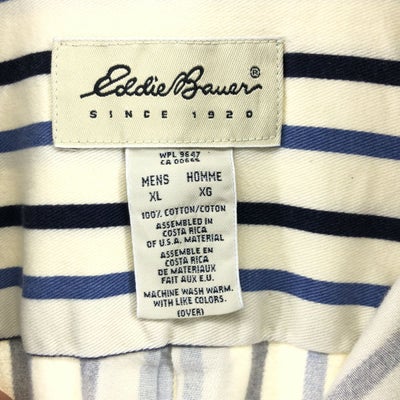 Eddie Bauer®
SINCE 1920
WPL 9647
CA 00665
MENS HOMME
XL XG
100% COTTON/COTON
ASSEMBLED IN
COSTA RICA
OF U.S.A. MATERIAL
ASSEMBLE EN
COSTA RICA
DE MATERIAUX
FAIT AUX E.U.
MACHINE WASH WARM.
WITH LIKE COLORS.
(OVER)